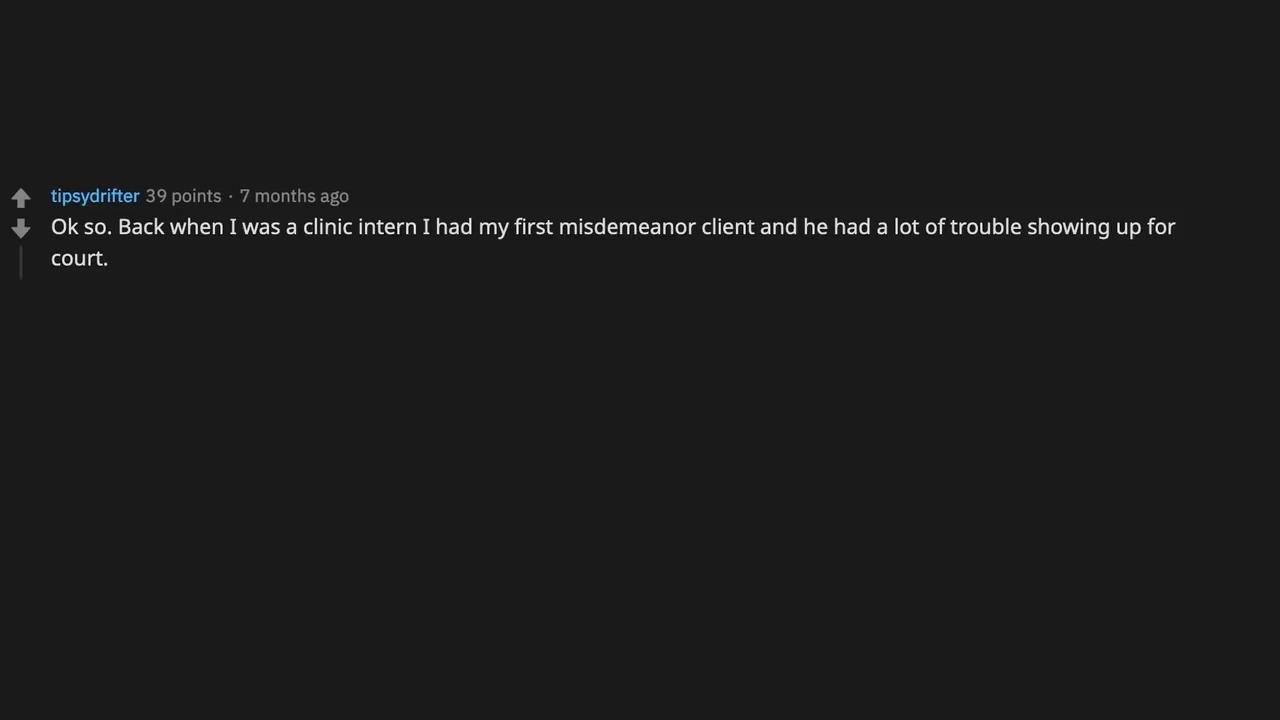 tipsydrifter 39 points · 7 months ago
Ok so. Back when I was a clinic intern I had my first misdemeanor client and he had a lot of trouble showing up for
court.